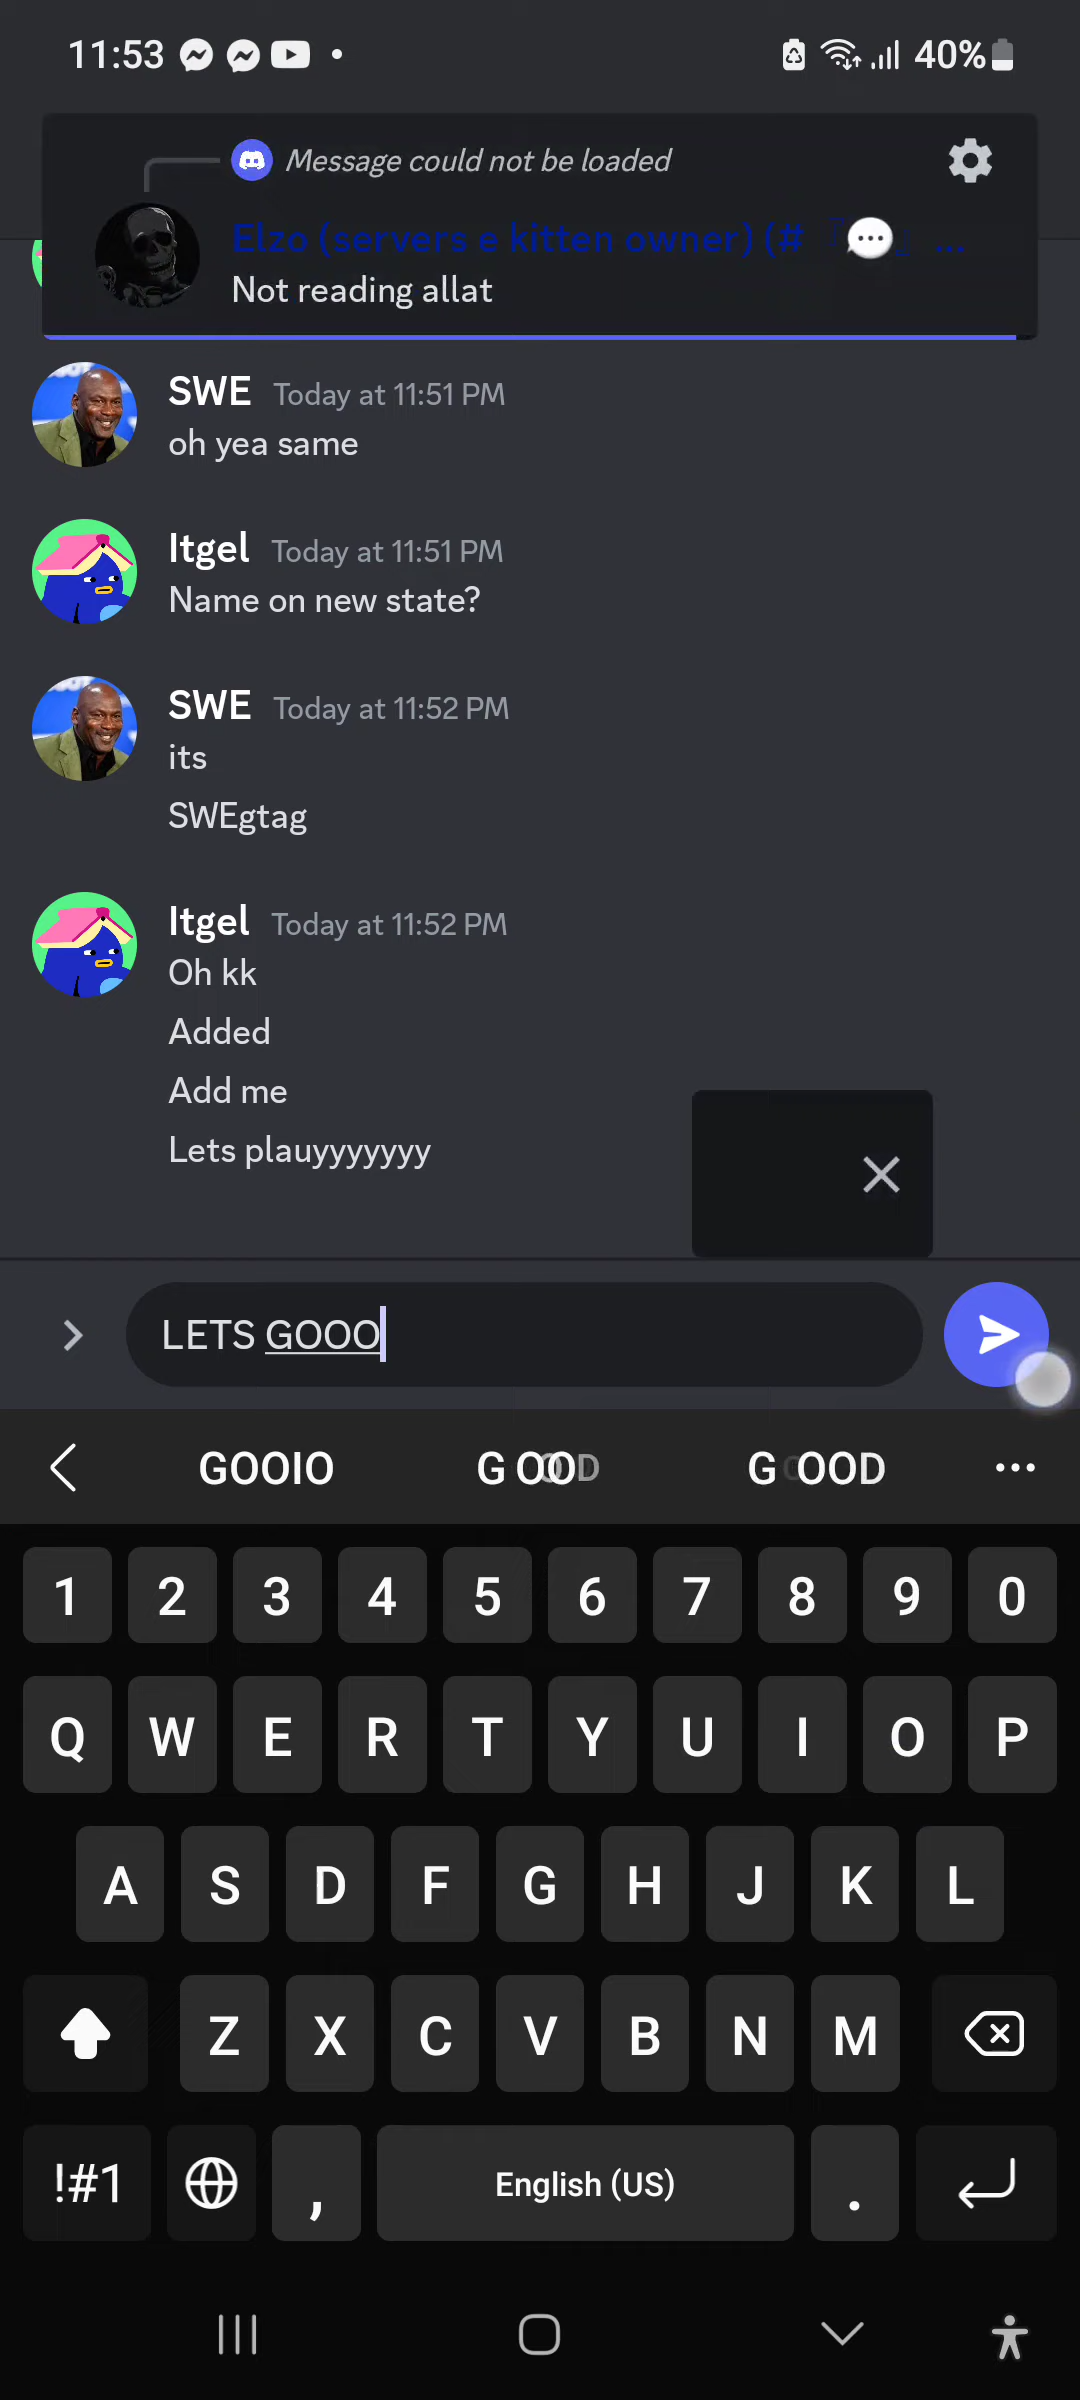 11:53
40%
Message could not be loaded
Elzo (servers e kitten owner) (#
Not reading allat
SWE Today at 11:51 PM
oh yea same
Itgel Today at 11:51 PM
Name on new state?
SWE Today at 11:52 PM
its
SWEgtag
Itgel Today at 11:52 PM
Oh kk
Added
Add me
Lets plauyyyyyyy
LETS GOOO
GOOIO
1 2 3 4 5 6 7 8 9 0
Q W E R T Y U I O P
A S D F G H J K L
Z X C V B N M
!#1 , English (US) .